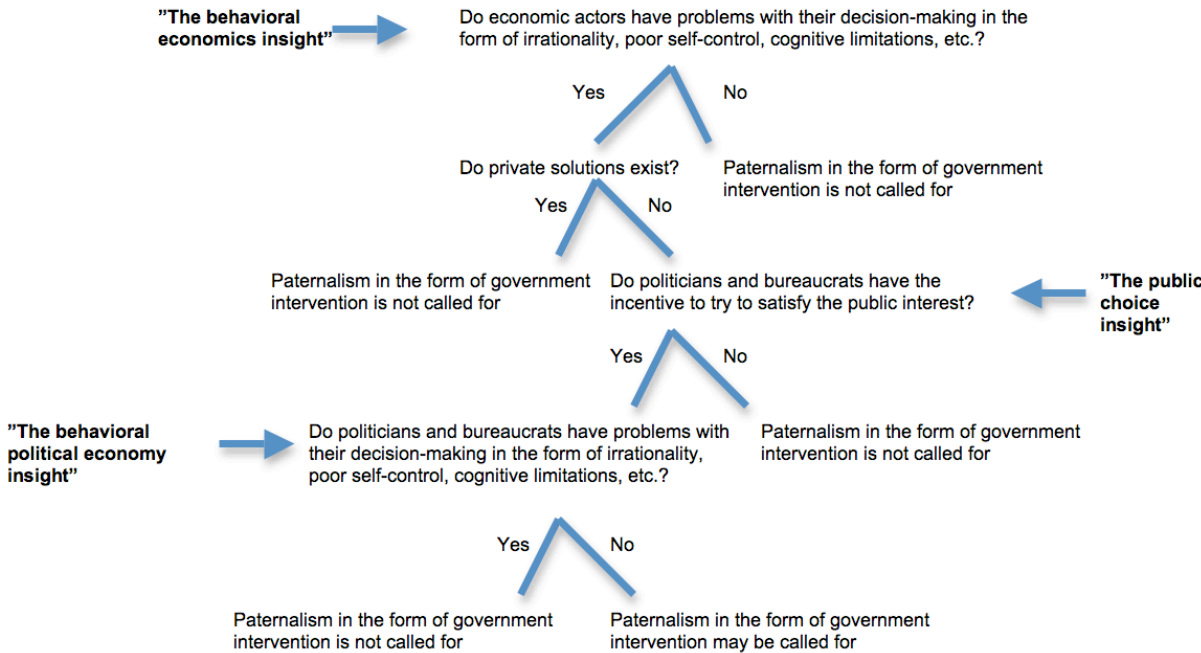 ”The behavioral
economics insight”
Do economic actors have problems with their decision-making in the
form of irrationality, poor self-control, cognitive limitations, etc.?
Yes
No
Do private solutions exist?
Paternalism in the form of government
intervention is not called for
Yes
No
Paternalism in the form of government
intervention is not called for
Do politicians and bureaucrats have the
incentive to try to satisfy the public interest?
”The public
choice
insight”
Yes
No
”The behavioral
political economy
insight”
Do politicians and bureaucrats have problems with
their decision-making in the form of irrationality,
poor self-control, cognitive limitations, etc.?
Paternalism in the form of government
intervention is not called for
Yes
No
Paternalism in the form of government
intervention is not called for
Paternalism in the form of government
intervention may be called for